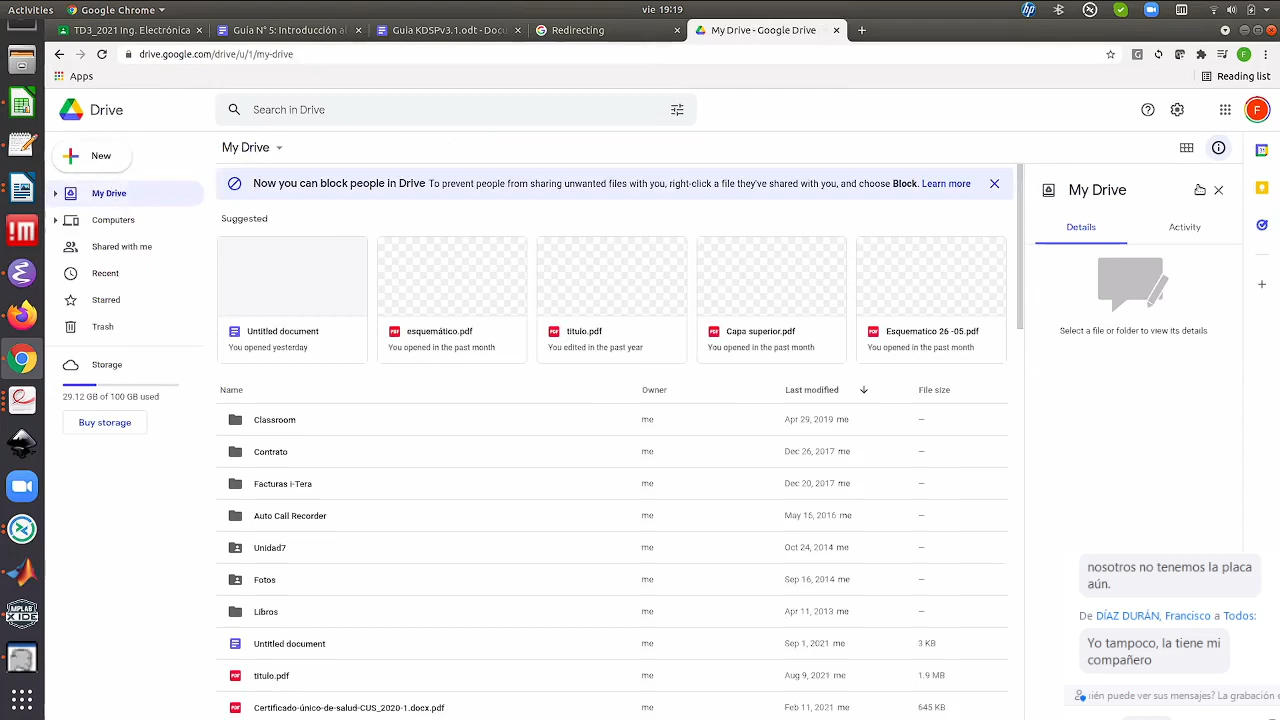 Activities
Google Chrome
vie 19:19
TD3_2021 Ing. Electrónica
Guía N° 5: Introducción al
Guia KDSPv3.1.odt - Docu
Redirecting
My Drive - Google Drive
drive.google.com/drive/u/1/my-drive
Apps
Reading list
Drive
Search in Drive
F
New
My Drive
My Drive
Computers
Shared with me
Recent
Starred
Trash
Storage
29.12 GB of 100 GB used
Buy storage
Now you can block people in Drive To prevent people from sharing unwanted files with you, right-click a file they've shared with you, and choose Block. Learn more
Suggested
Untitled document
You opened yesterday
esquemático.pdf
You opened in the past month
titulo.pdf
You edited in the past year
Capa superior.pdf
You opened in the past month
Esquematico 26 -05.pdf
You opened in the past month
Name Owner Last modified File size
Classroom me Apr 29, 2019 me –
Contrato me Dec 26, 2017 me –
Facturas i-Tera me Dec 20, 2017 me –
Auto Call Recorder me May 16, 2016 me –
Unidad7 me Oct 24, 2014 me –
Fotos me Sep 16, 2014 me –
Libros me Apr 11, 2013 me –
Untitled document me Sep 1, 2021 me 3 KB
titulo.pdf me Aug 9, 2021 me 1.9 MB
Certificado-único-de-salud-CUS_2020-1.docx.pdf me Feb 11, 2021 me 645 KB
My Drive
Details
Activity
Select a file or folder to view its details
nosotros no tenemos la placa
aún.
De DÍAZ DURÁN, Francisco a Todos:
Yo tampoco, la tiene mi
compañero
ién puede ver sus mensajes? La grabación e